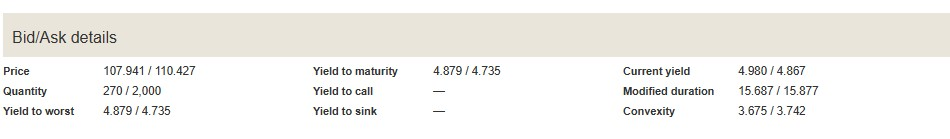 Bid/Ask details
Price 107.941 / 110.427 Yield to maturity 4.879 / 4.735 Current yield 4.980 / 4.867
Quantity 270 / 2,000 Yield to call — Modified duration 15.687 / 15.877
Yield to worst 4.879 / 4.735 Yield to sink — Convexity 3.675 / 3.742